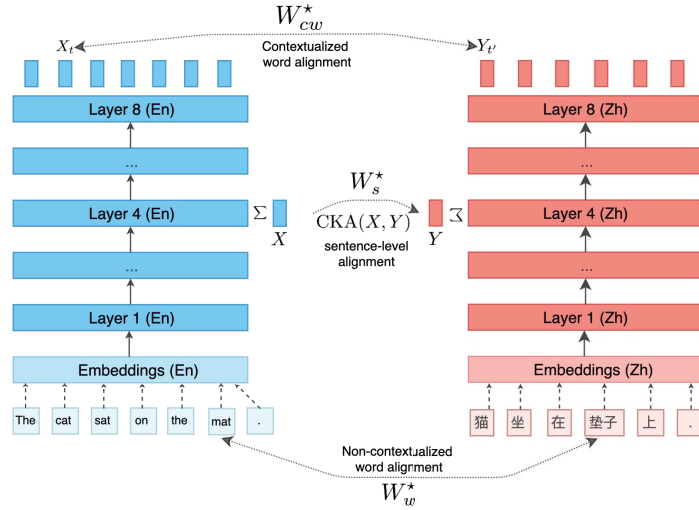 W*cw
Xt Yt'
Contextualized
word alignment
Layer 8 (En) Layer 8 (Zh)
... ...
W*s
Layer 4 (En) Σ CKA(X, Y) Σ Layer 4 (Zh)
X Y
sentence-level
alignment
... ...
Layer 1 (En) Layer 1 (Zh)
Embeddings (En) Embeddings (Zh)
The cat sat on the mat . 猫 坐 在 垫子 上 .
Non-contextualized
word alignment
W*w